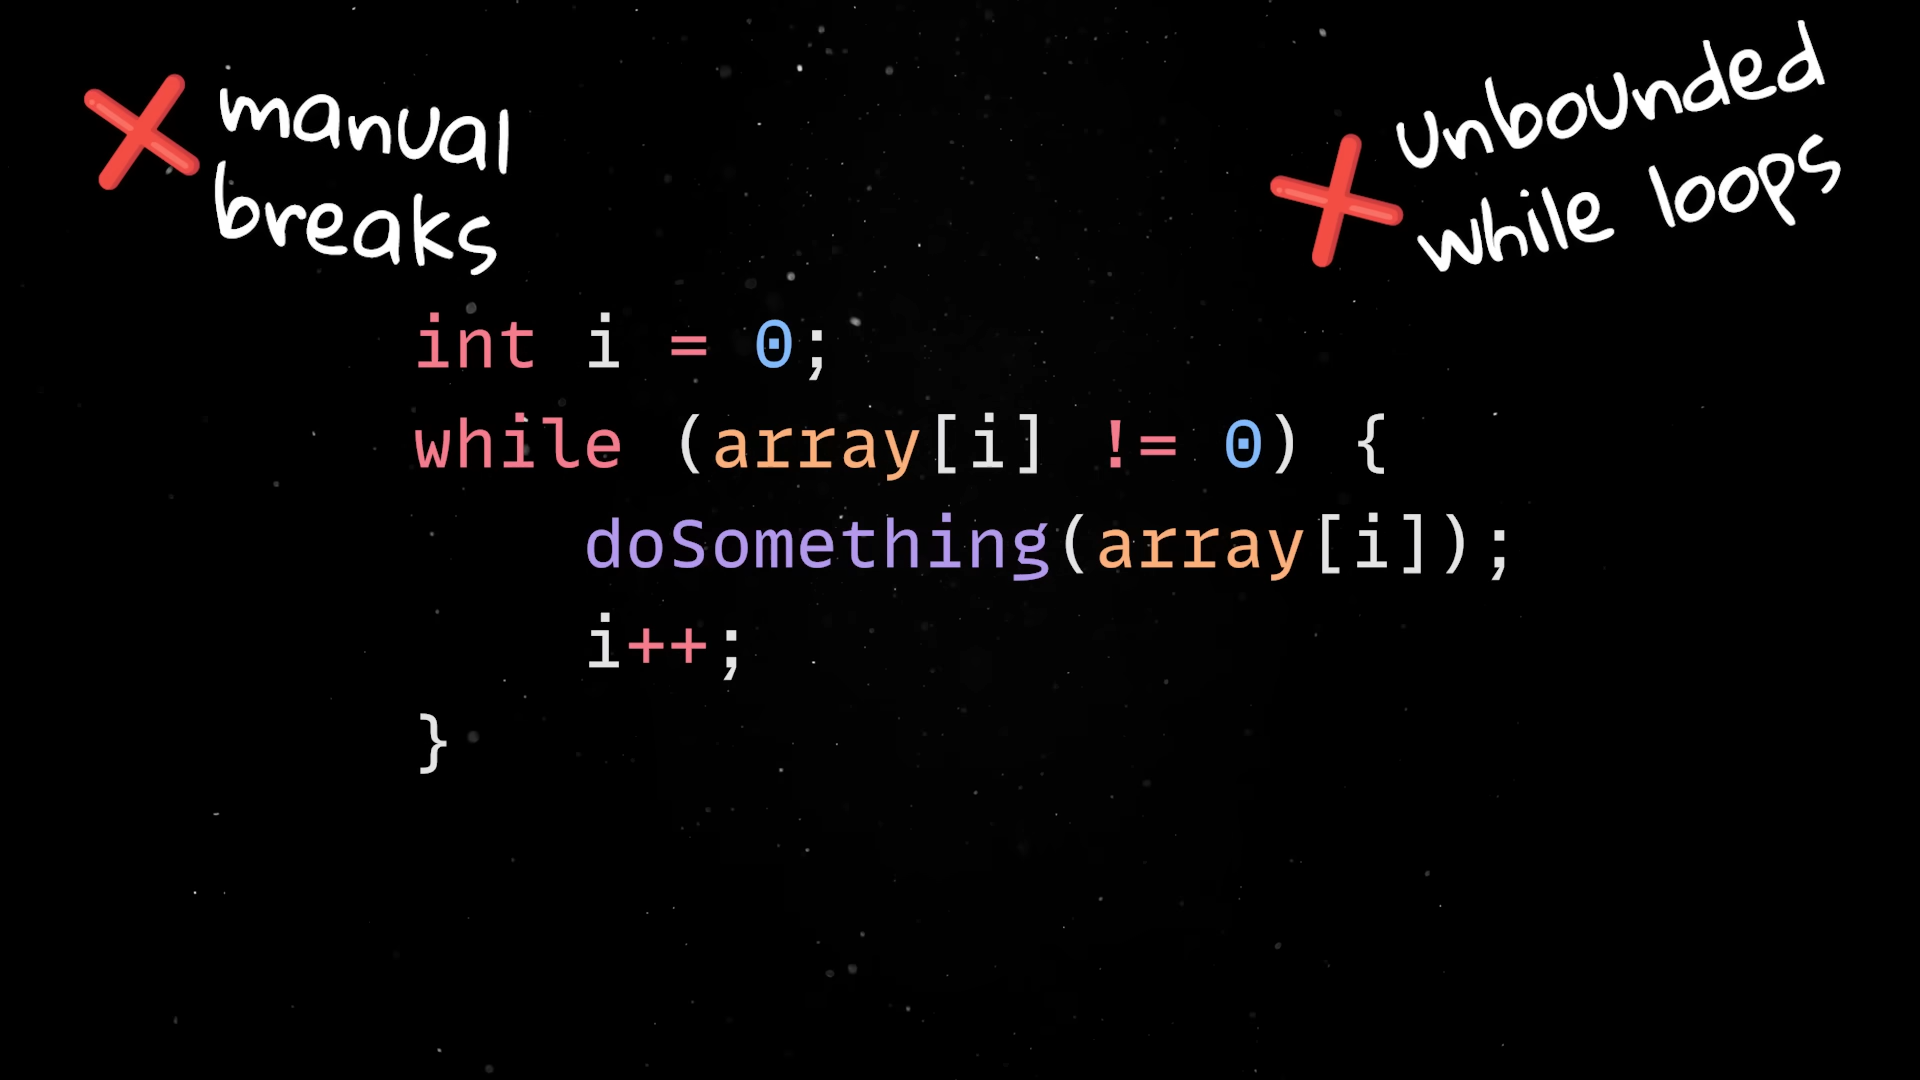 manual
breaks
unbounded
while loops
int i = 0;
while (array[i] != 0) {
    doSomething(array[i]);
    i++;
}